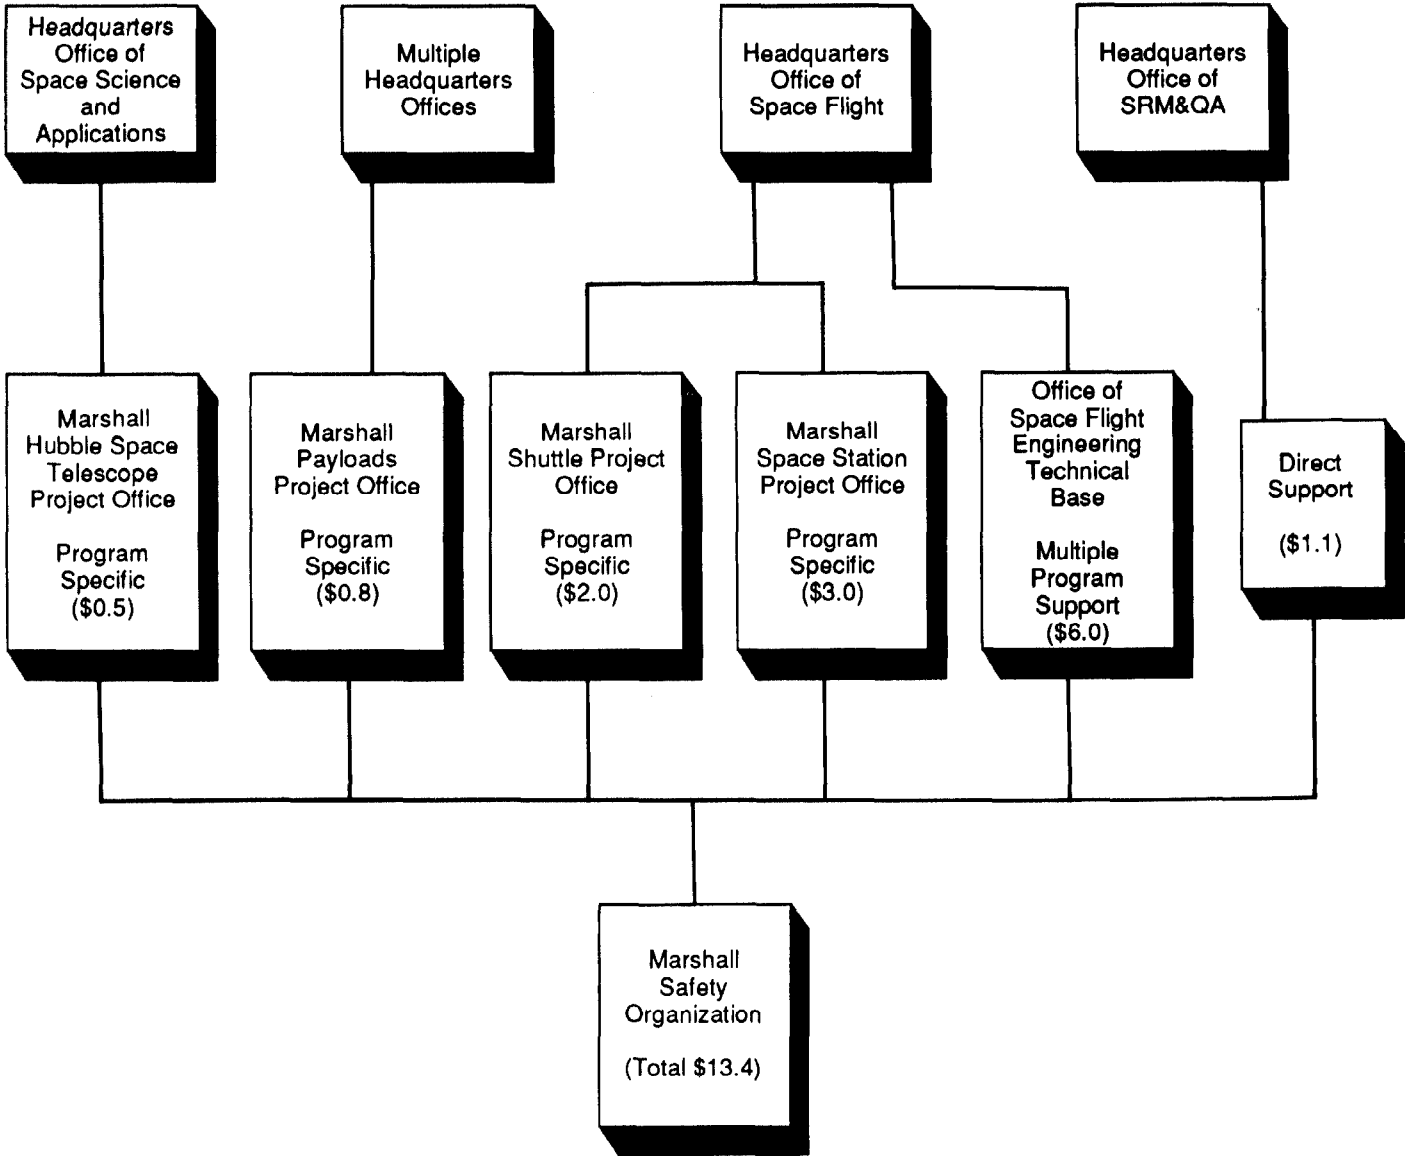 Headquarters
Office of
Space Science
and
Applications
Multiple
Headquarters
Offices
Headquarters
Office of
Space Flight
Headquarters
Office of
SRM&QA
Marshall
Hubble Space
Telescope
Project Office
Program
Specific
($0.5)
Marshall
Payloads
Project Office
Program
Specific
($0.8)
Marshall
Shuttle Project
Office
Program
Specific
($2.0)
Marshall
Space Station
Project Office
Program
Specific
($3.0)
Office of
Space Flight
Engineering
Technical
Base
Multiple
Program
Support
($6.0)
Direct
Support
($1.1)
Marshall
Safety
Organization
(Total $13.4)